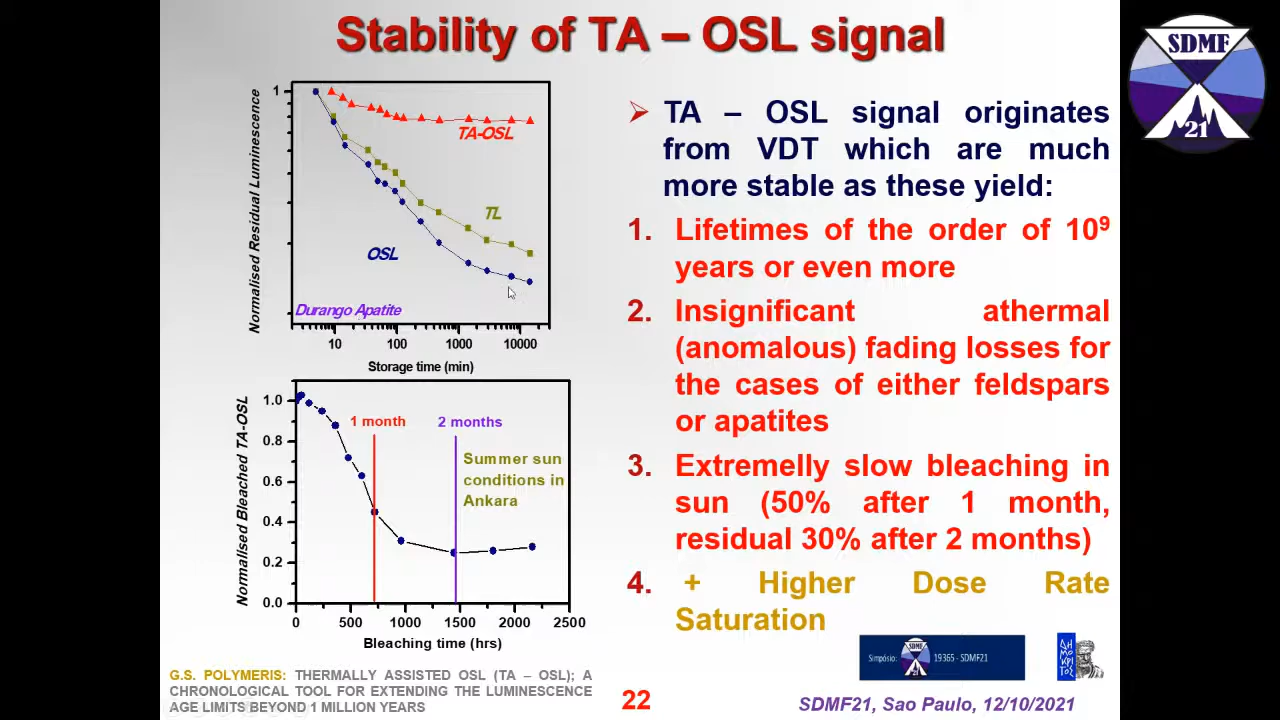 Stability of TA – OSL signal
SDMF
21
Normalised Residual Luminescence
1
TA-OSL
TL
OSL
Durango Apatite
10 100 1000 10000
Storage time (min)
Normalised Bleached TA-OSL
1.0
0.8
0.6
0.4
0.2
0.0
1 month
2 months
Summer sun
conditions in
Ankara
0 500 1000 1500 2000 2500
Bleaching time (hrs)
TA – OSL signal originates
from VDT which are much
more stable as these yield:
1. Lifetimes of the order of 10⁹
years or even more
2. Insignificant athermal
(anomalous) fading losses for
the cases of either feldspars
or apatites
3. Extremelly slow bleaching in
sun (50% after 1 month,
residual 30% after 2 months)
4. + Higher Dose Rate
Saturation
Simpósio: 19365 - SDMF21
G.S. POLYMERIS: THERMALLY ASSISTED OSL (TA – OSL); A
CHRONOLOGICAL TOOL FOR EXTENDING THE LUMINESCENCE
AGE LIMITS BEYOND 1 MILLION YEARS
22
SDMF21, Sao Paulo, 12/10/2021